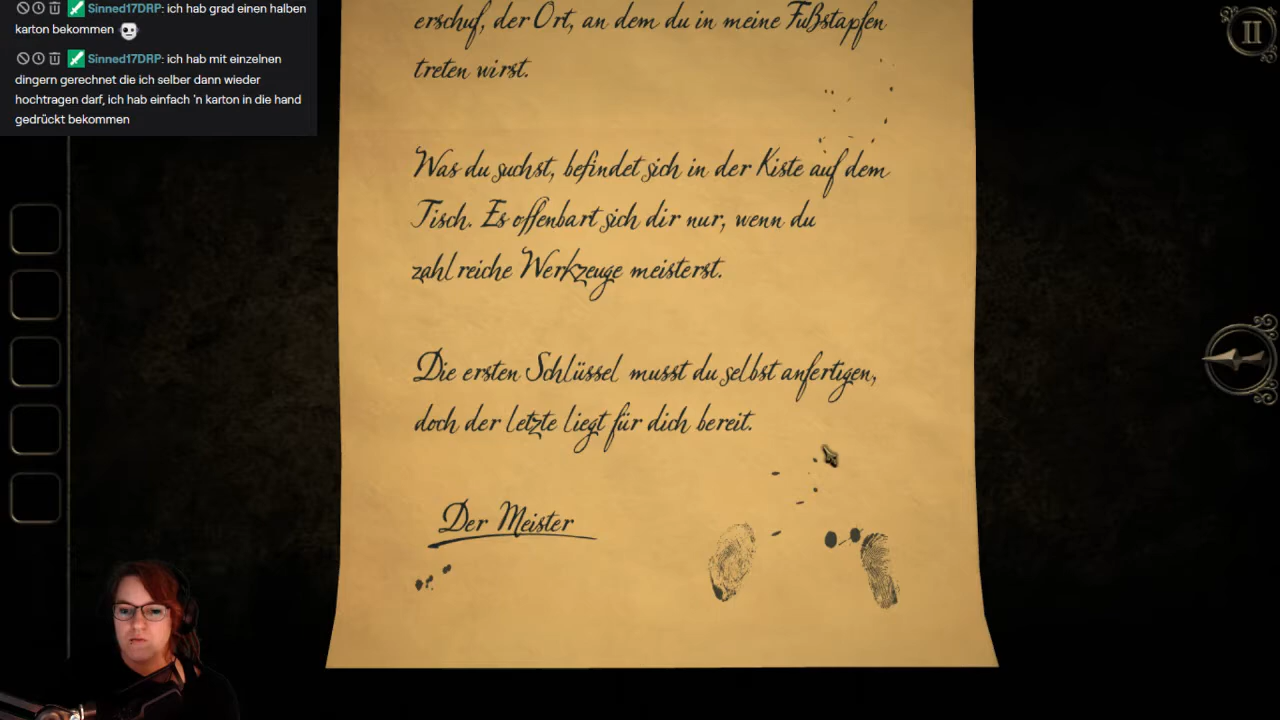 Sinned17DRP: ich hab grad einen halben
karton bekommen
Sinned17DRP: ich hab mit einzelnen
dingern gerechnet die ich selber dann wieder
hochtragen darf, ich hab einfach 'n karton in die hand
gedrückt bekommen
erschuf, der Ort, an dem du in meine Fußstapfen
treten wirst.
Was du suchst, befindet sich in der Kiste auf dem
Tisch. Es offenbart sich dir nur, wenn du
zahlreiche Werkzeuge meisterst.
Die ersten Schlüssel musst du selbst anfertigen,
doch der letzte liegt für dich bereit.
Der Meister